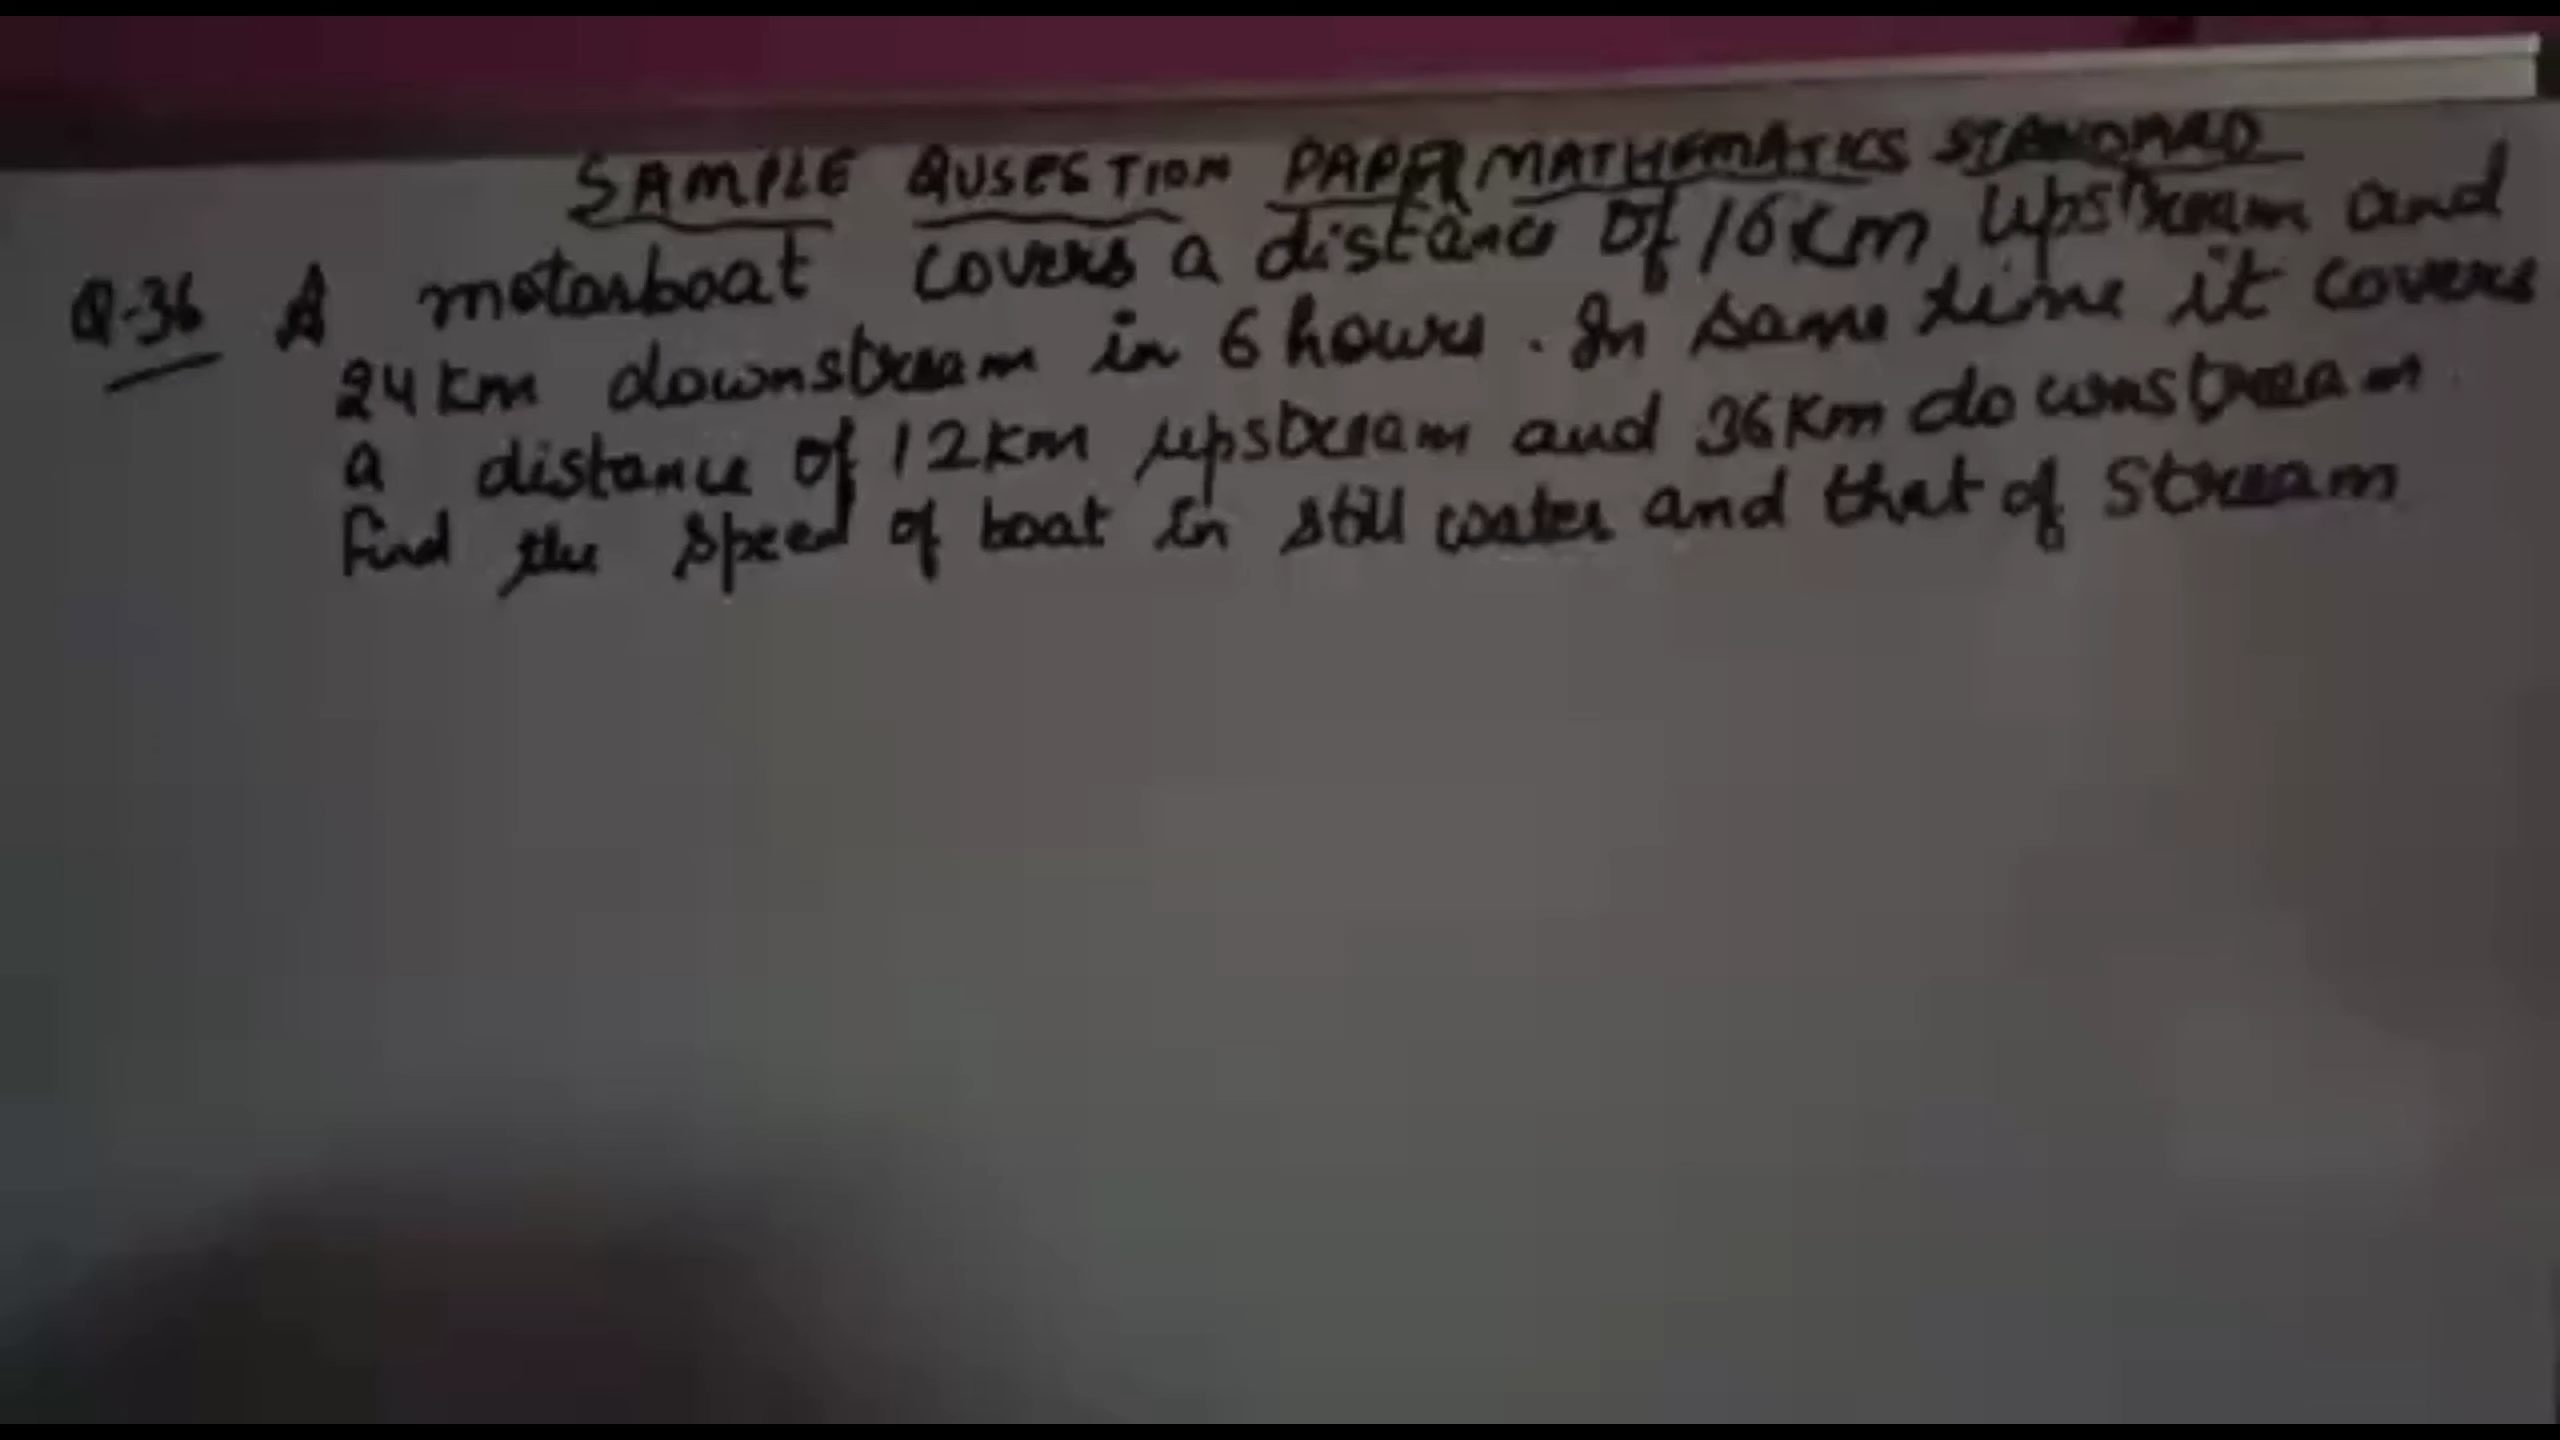 SAMPLE QUSESTION PAPER MATHEMATICS STANDARD
Q-36 A motorboat covers a distance of 16km upstream and
24km downstream in 6 hours. In same time it covers
a distance of 12km upstream and 36km downstream.
Find the speed of boat in still water and that of stream